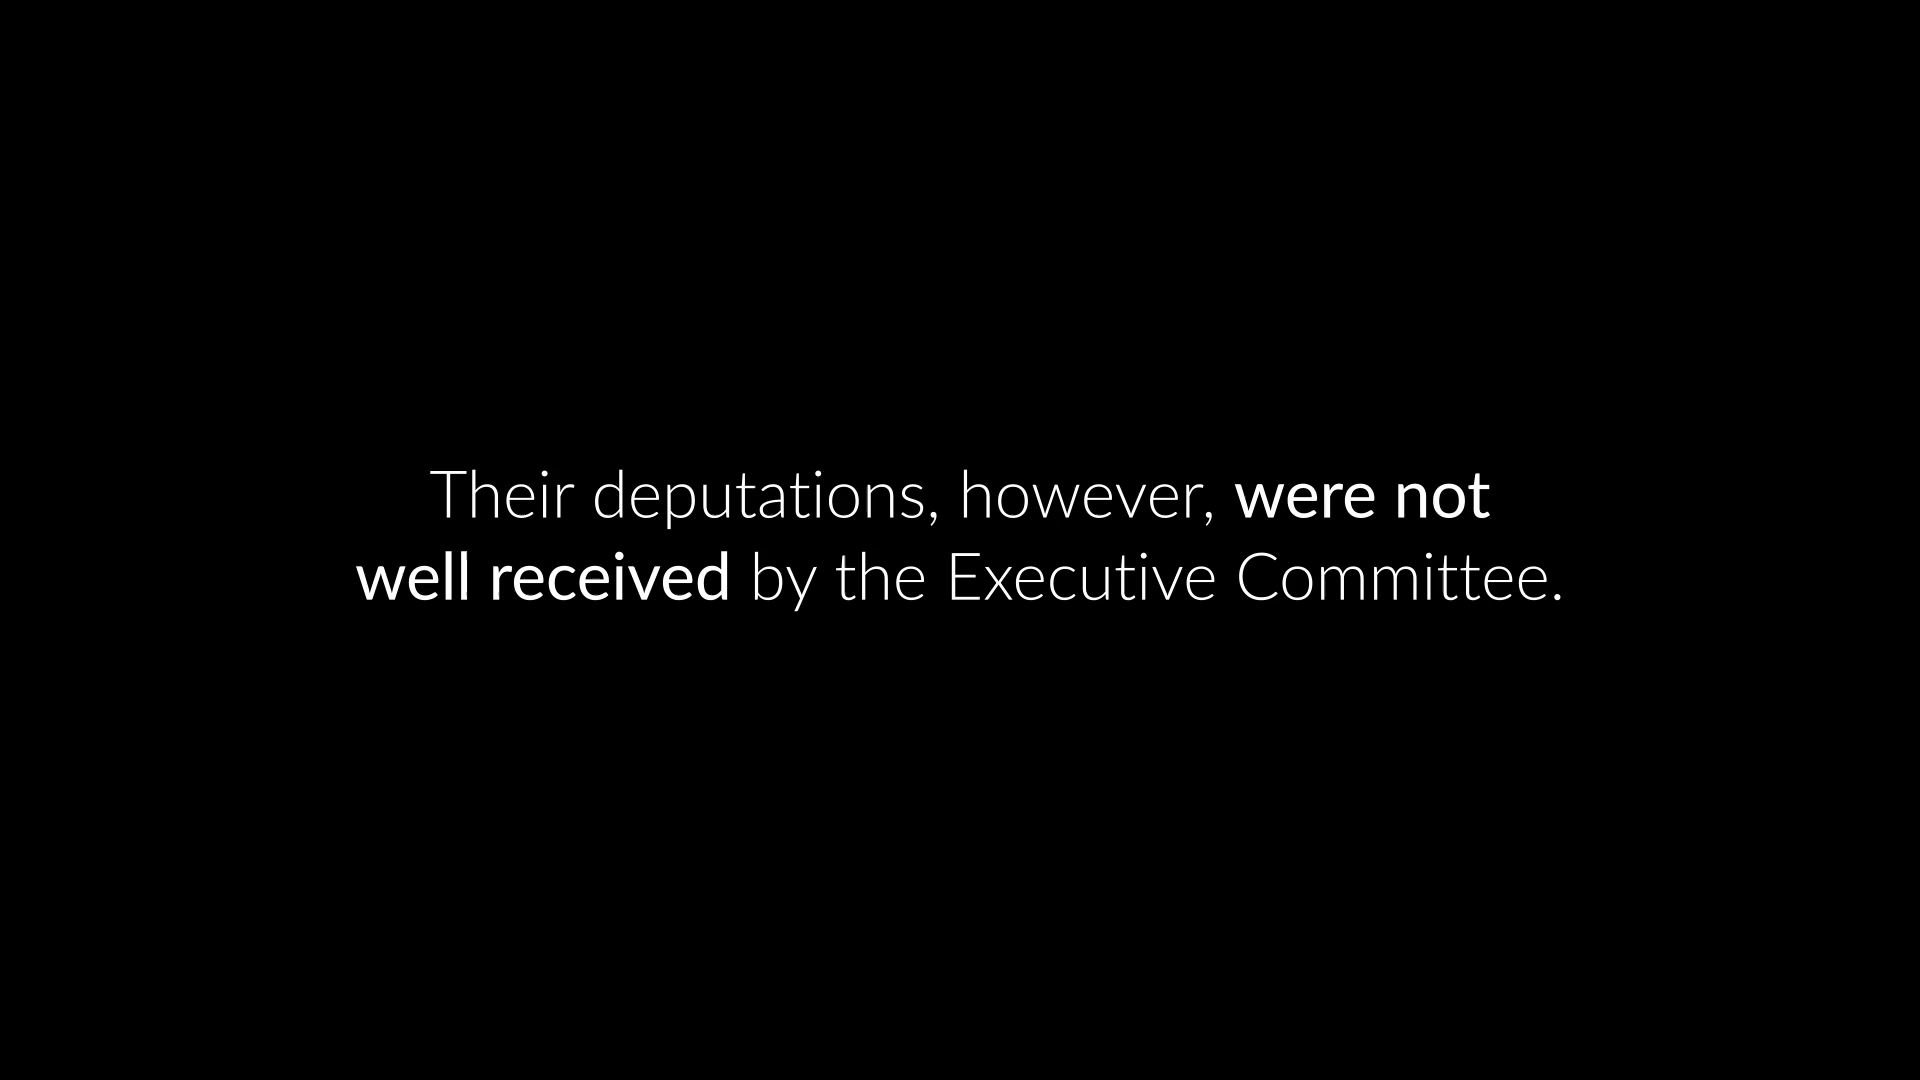 Their deputations, however, were not
well received by the Executive Committee.